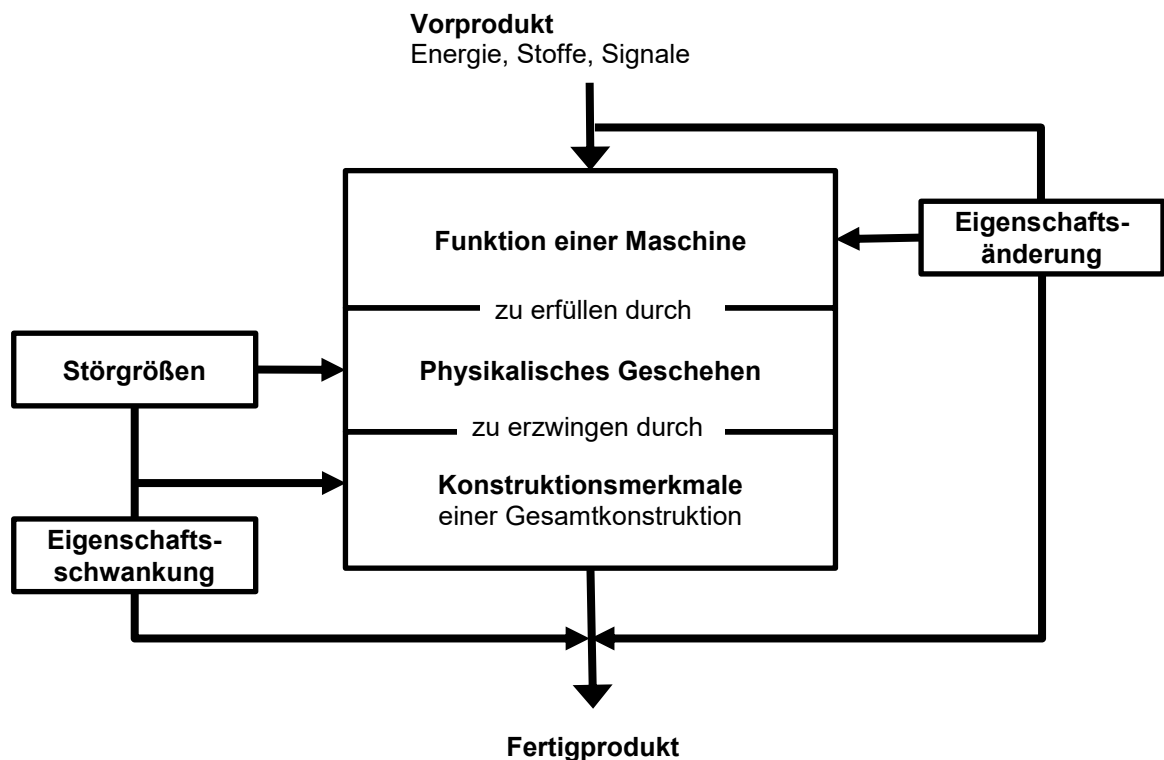 Vorprodukt
Energie, Stoffe, Signale
Funktion einer Maschine
Eigenschafts-
änderung
zu erfüllen durch
Störgrößen
Physikalisches Geschehen
zu erzwingen durch
Konstruktionsmerkmale
einer Gesamtkonstruktion
Eigenschafts-
schwankung
Fertigprodukt